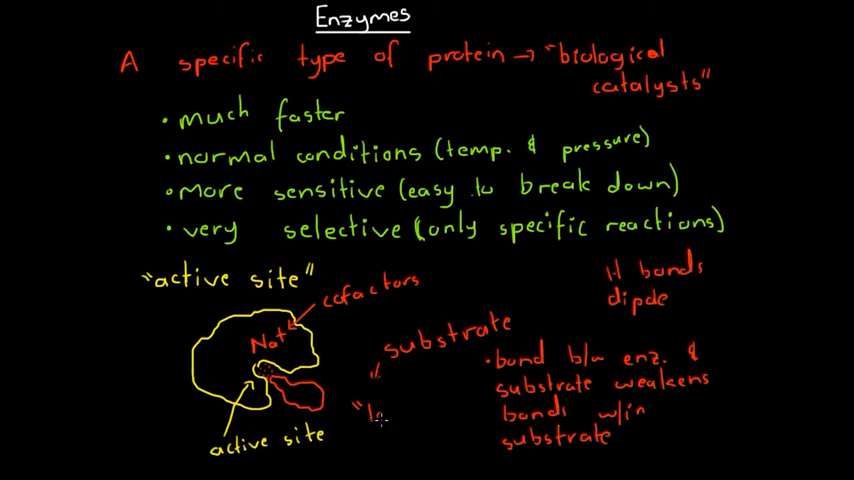 Enzymes
A specific type of protein → "biological
catalysts"
• much faster
• normal conditions (temp. & pressure)
• more sensitive (easy to break down)
• very selective (only specific reactions)
"active site"
cofactors
Na+
active site
substrate
H bonds
dipole
• bond b/w enz. &
substrate weakens
bonds w/in
substrate